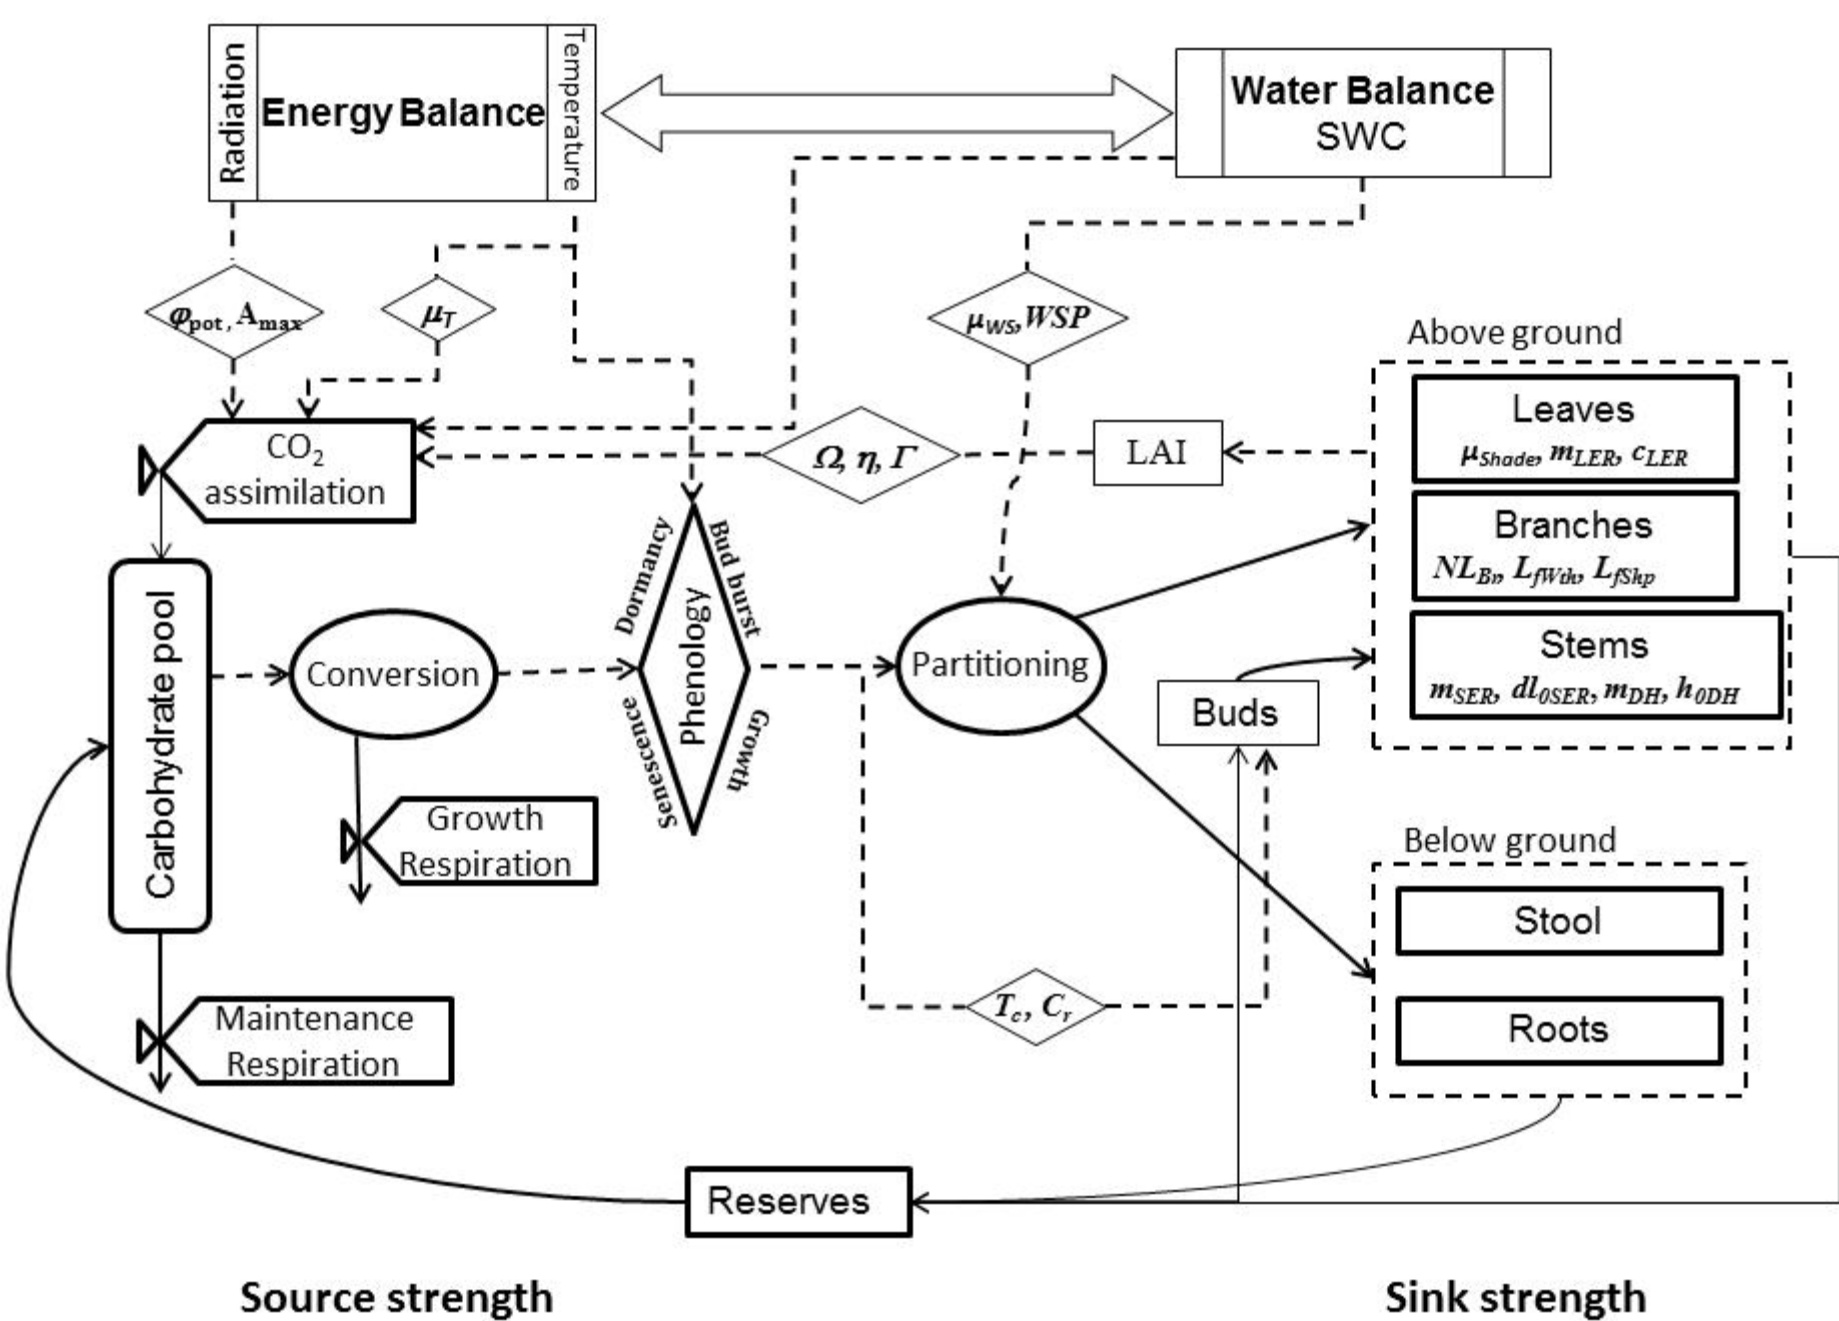 Radiation
Energy Balance
Temperature
Water Balance
SWC
φpot, Amax
μT
μWS, WSP
Above ground
Leaves
μShade, mLER, cLER
Branches
NLBr, LfWth, LfShp
Stems
mSER, dl0SER, mDH, h0DH
CO2
assimilation
Ω, η, Γ
LAI
Carbohydrate pool
Conversion
Dormancy
Bud burst
Phenology
Senescence
Growth
Partitioning
Buds
Growth
Respiration
Below ground
Stool
Roots
Maintenance
Respiration
Tc, Cr
Reserves
Source strength
Sink strength